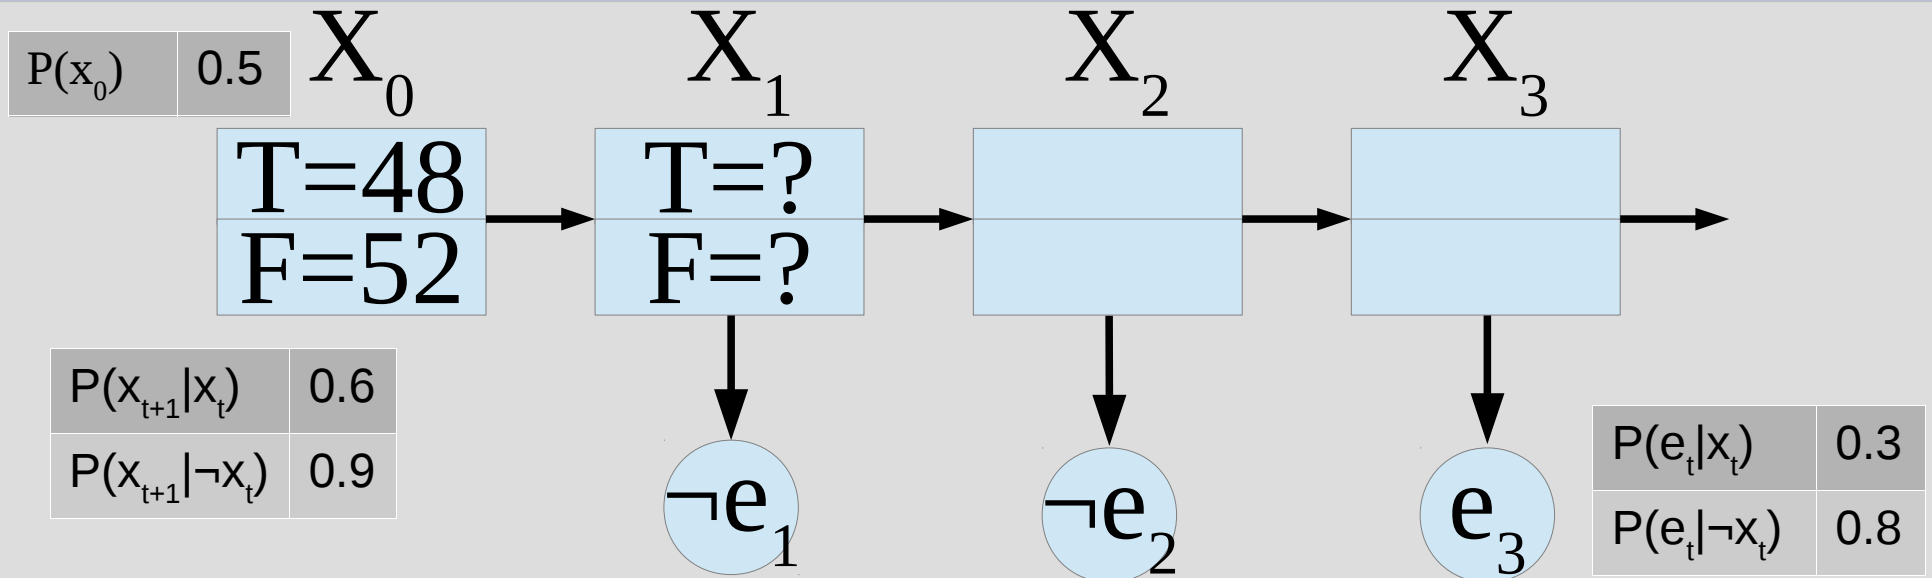 X0 X1 X2 X3
P(x0) 0.5
T=48 T=?
F=52 F=?
P(xt+1|xt) 0.6
P(xt+1|¬xt) 0.9
P(et|xt) 0.3
P(et|¬xt) 0.8
¬e1 ¬e2 e3